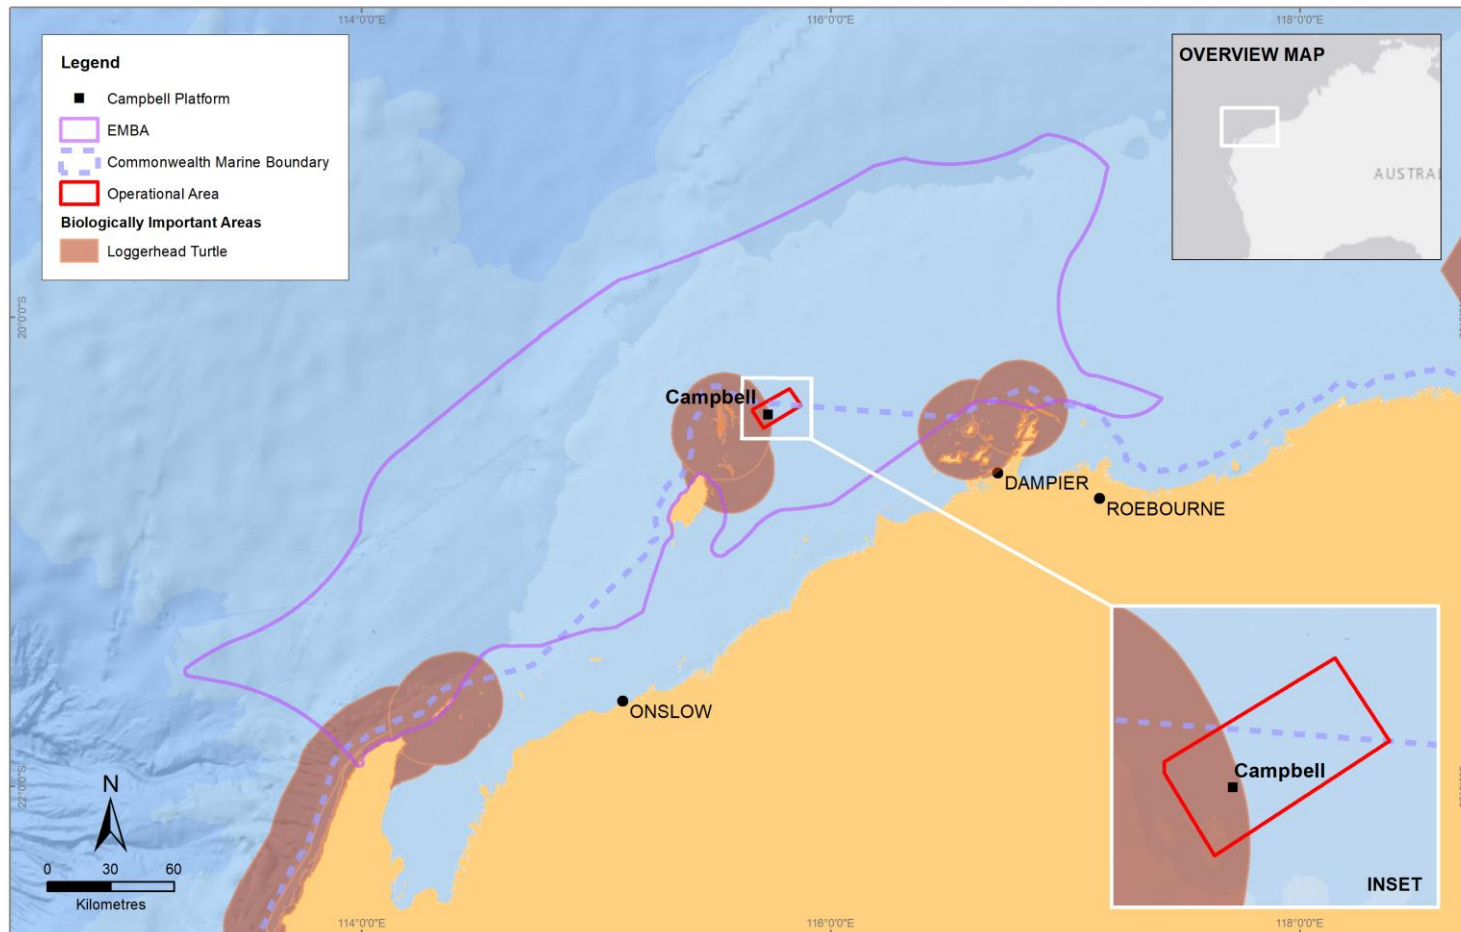 114°0'0"E
116°0'0"E
118°0'0"E
Legend
Campbell Platform
EMBA
Commonwealth Marine Boundary
Operational Area
Biologically Important Areas
Loggerhead Turtle
OVERVIEW MAP
AUSTRAL
20°0'0"S
Campbell
DAMPIER
ROEBOURNE
ONSLOW
22°0'0"S
N
0 30 60
Kilometres
Campbell
INSET
114°0'0"E
116°0'0"E
118°0'0"E